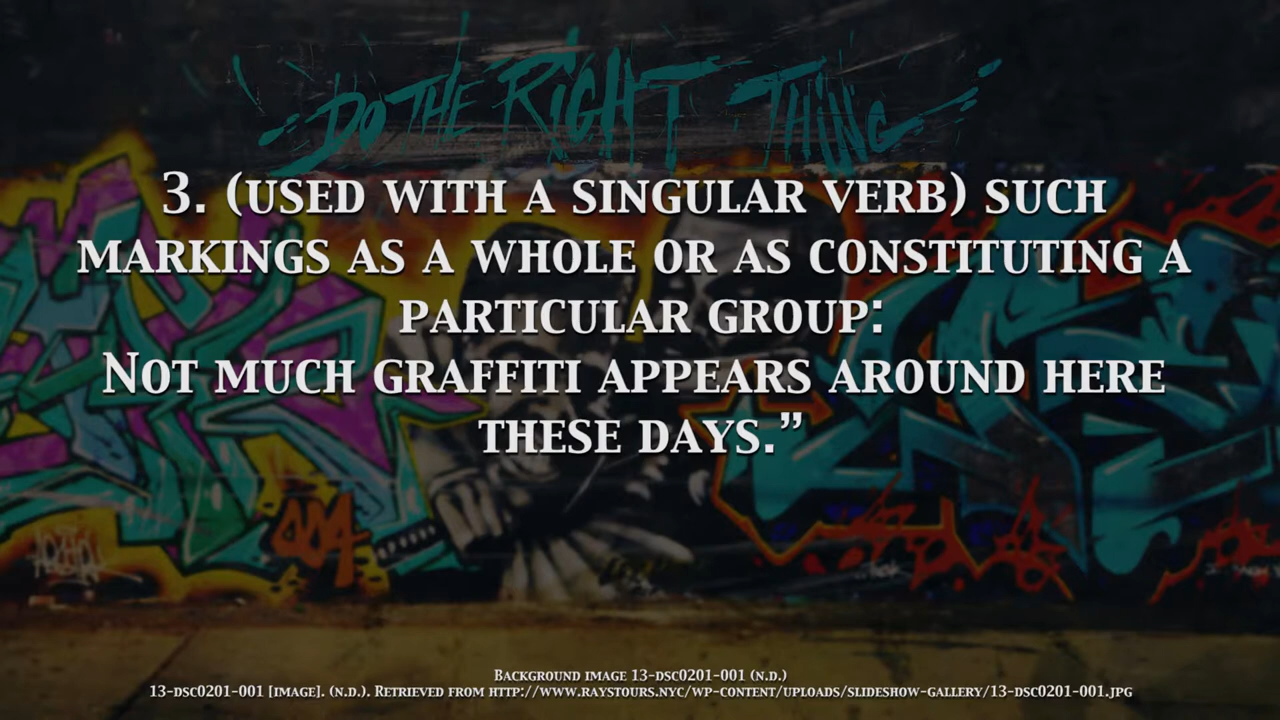 DO THE RIGHT THING
3. (USED WITH A SINGULAR VERB) SUCH
MARKINGS AS A WHOLE OR AS CONSTITUTING A
PARTICULAR GROUP:
NOT MUCH GRAFFITI APPEARS AROUND HERE
THESE DAYS.”
BACKGROUND IMAGE 13-DSC0201-001 (N.D.)
13-DSC0201-001 [IMAGE]. (N.D.). RETRIEVED FROM HTTP://WWW.RAYSTOURS.NYC/WP-CONTENT/UPLOADS/SLIDESHOW-GALLERY/13-DSC0201-001.JPG